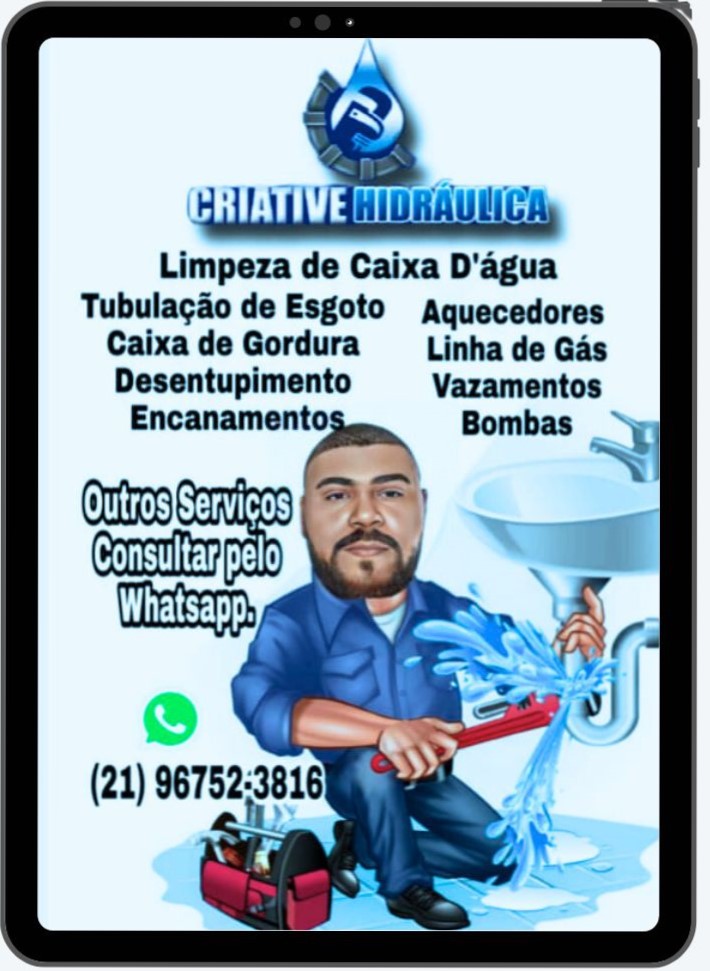 CRIATIVE HIDRÁULICA
Limpeza de Caixa D'água
Tubulação de Esgoto
Caixa de Gordura
Desentupimento
Encanamentos
Aquecedores
Linha de Gás
Vazamentos
Bombas
Outros Serviços
Consultar pelo
Whatsapp.
(21) 96752-3816